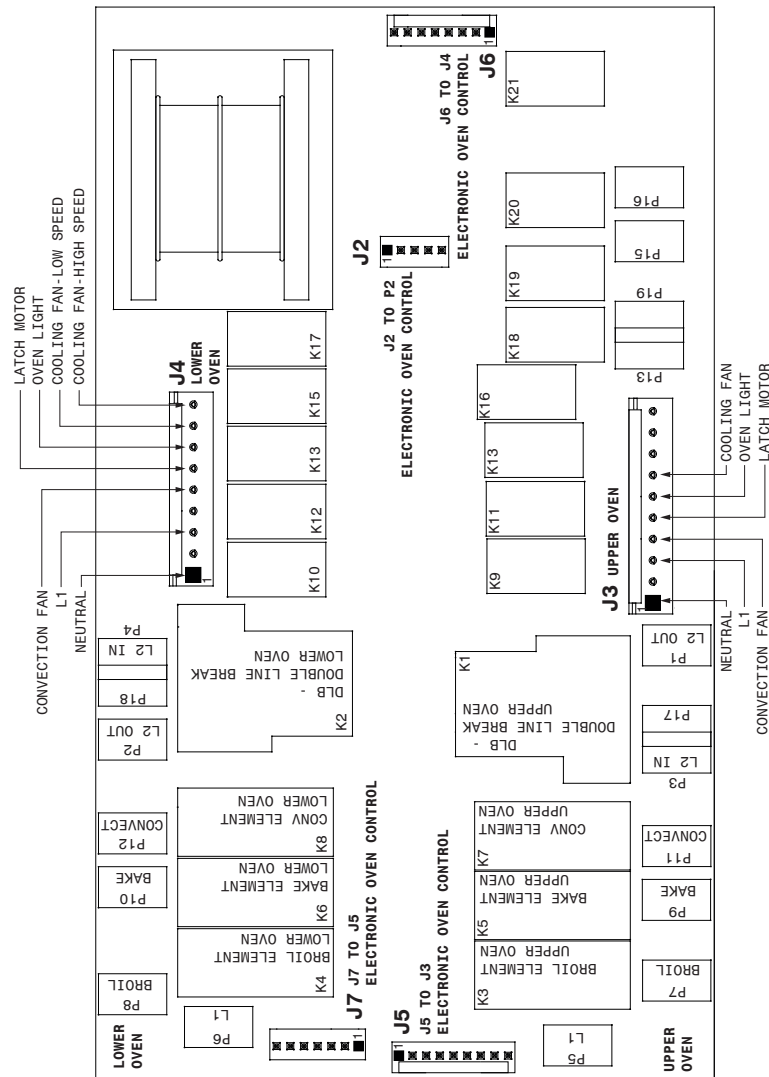 J6
1
J6 TO J4
ELECTRONIC OVEN CONTROL
K21
K20
P16
K19
P15
K18
P19
P13
K16
K13
K11
K9
J2
1
J2 TO P2
ELECTRONIC OVEN CONTROL
LATCH MOTOR
OVEN LIGHT
COOLING FAN-LOW SPEED
COOLING FAN-HIGH SPEED
J4
LOWER
OVEN
1
K17
K15
K13
K12
K10
CONVECTION FAN
L1
NEUTRAL
COOLING FAN
OVEN LIGHT
LATCH MOTOR
J3 UPPER OVEN
1
NEUTRAL
L1
CONVECTION FAN
P4
L2 IN
P18
P2
L2 OUT
DLB -
DOUBLE LINE BREAK
LOWER OVEN
K2
K1
DLB -
DOUBLE LINE BREAK
UPPER OVEN
P1
L2 OUT
P17
L2 IN
P3
P12
CONVECT
P10
BAKE
P8
BROIL
CONV ELEMENT
LOWER OVEN
K8
BAKE ELEMENT
LOWER OVEN
K6
BROIL ELEMENT
LOWER OVEN
K4
CONV ELEMENT
UPPER OVEN
K7
BAKE ELEMENT
UPPER OVEN
K5
BROIL ELEMENT
UPPER OVEN
K3
P11
CONVECT
P9
BAKE
P7
BROIL
P6
L1
LOWER
OVEN
J7
J7 TO J5
ELECTRONIC OVEN CONTROL
1
J5
J5 TO J3
ELECTRONIC OVEN CONTROL
1
P5
L1
UPPER
OVEN